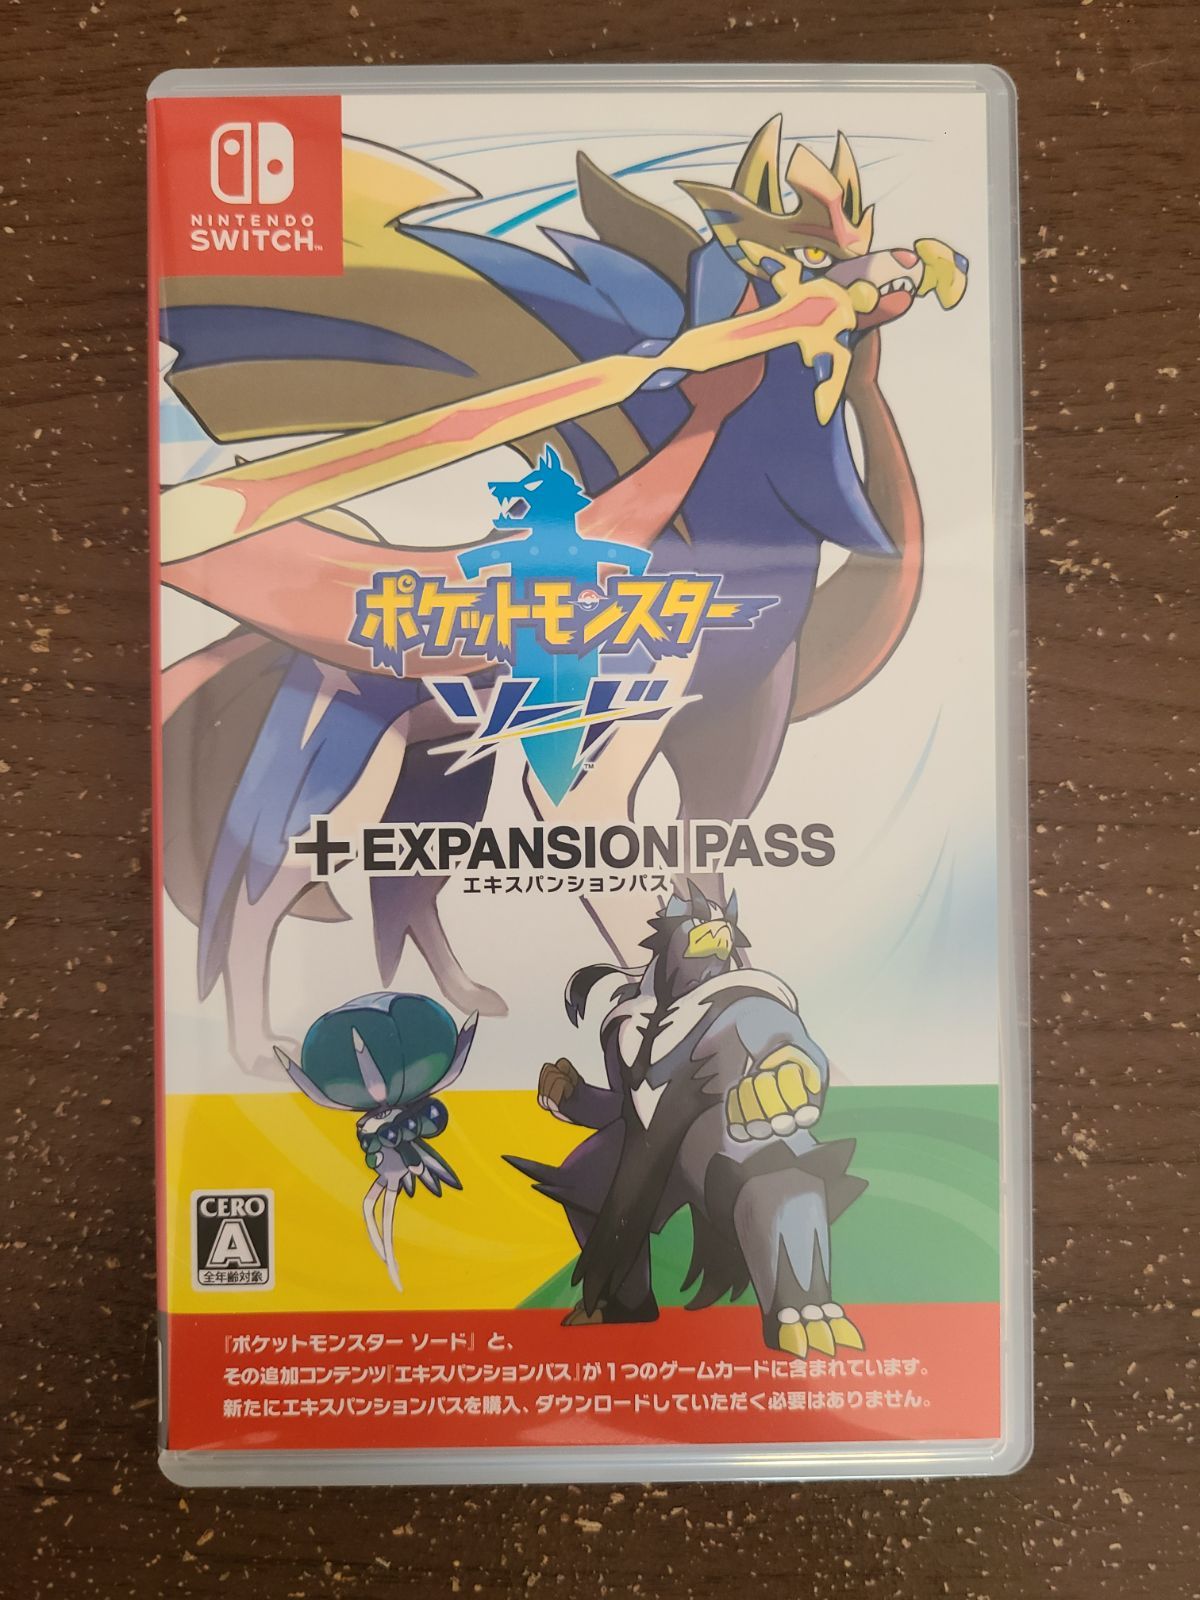 NINTENDO
SWITCH™
ポケットモンスター
ソード
™
+EXPANSION PASS
エキスパンションパス
CERO
A
全年齢対象
『ポケットモンスター ソード』と、
その追加コンテンツ『エキスパンションパス』が1つのゲームカードに含まれています。
新たにエキスパンションパスを購入、ダウンロードしていただく必要はありません。